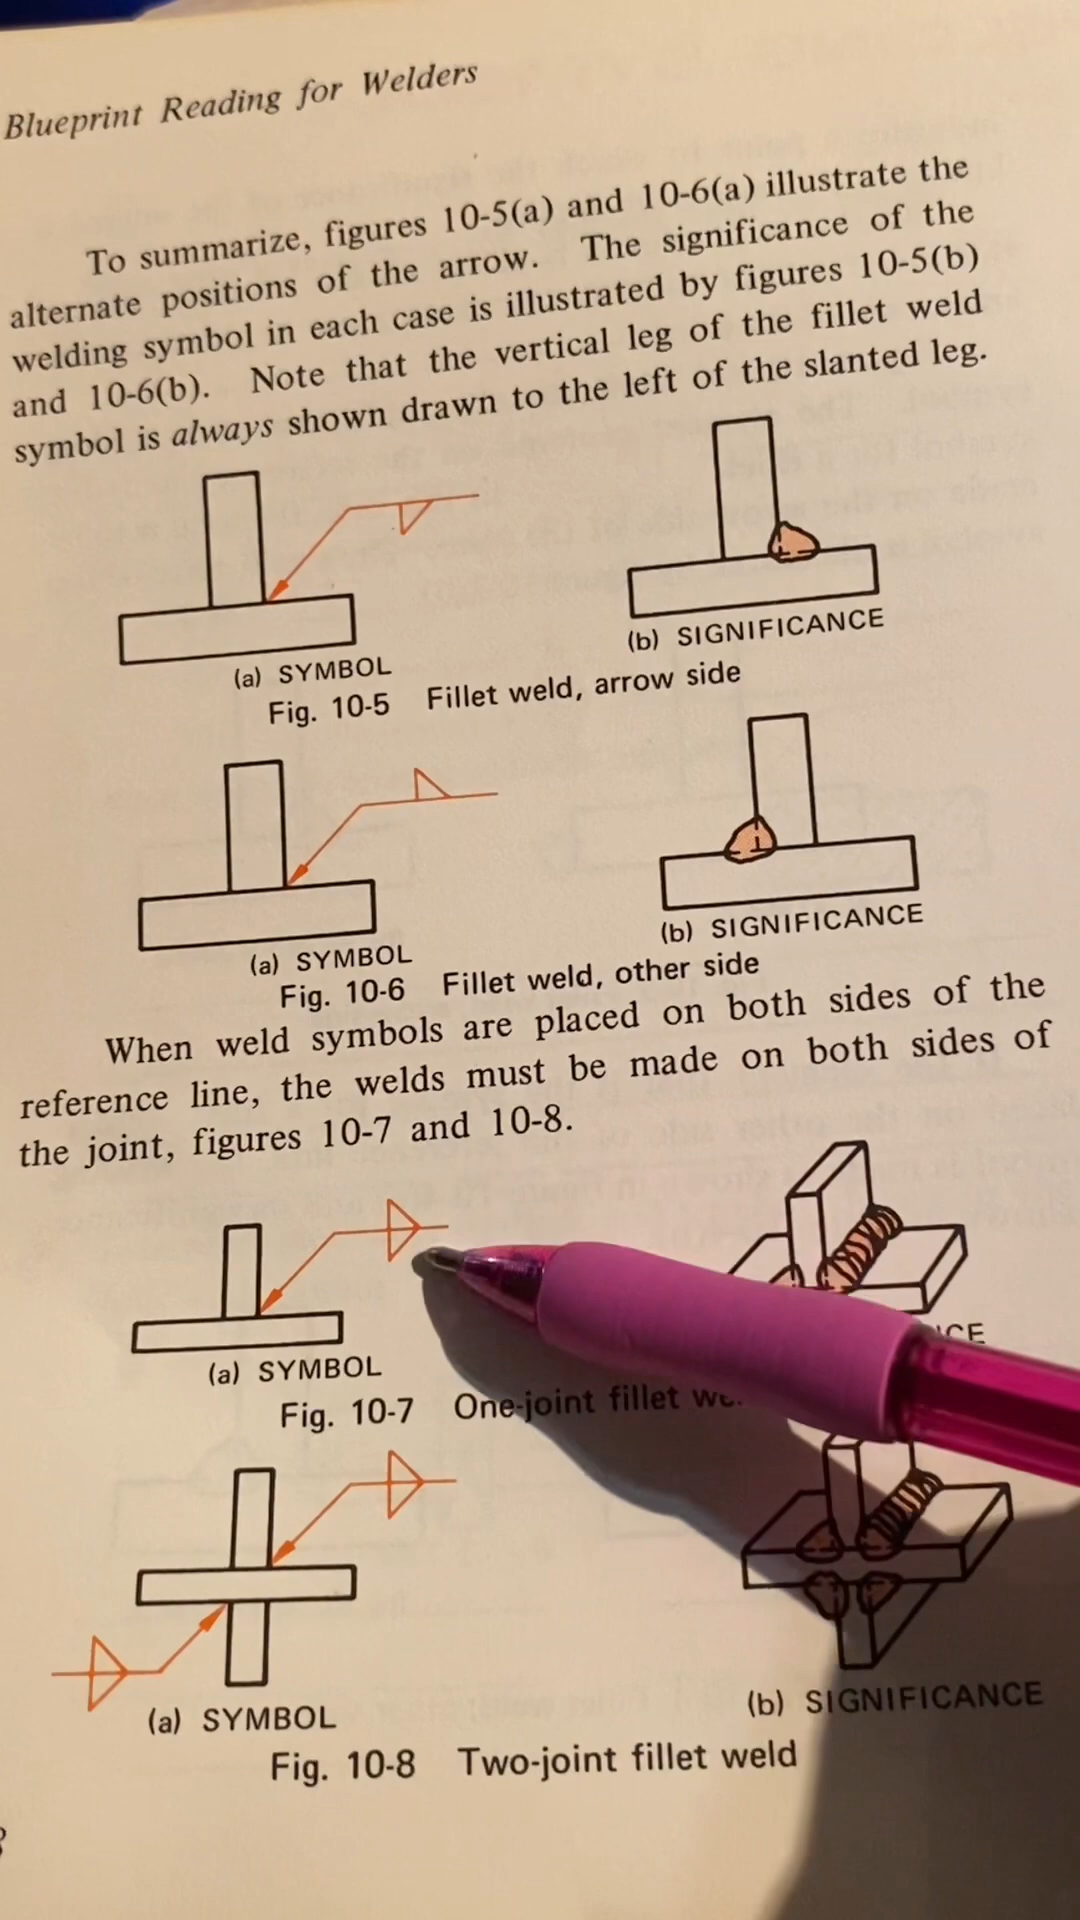 Blueprint Reading for Welders
To summarize, figures 10-5(a) and 10-6(a) illustrate the
alternate positions of the arrow. The significance of the
welding symbol in each case is illustrated by figures 10-5(b)
and 10-6(b). Note that the vertical leg of the fillet weld
symbol is always shown drawn to the left of the slanted leg.
(a) SYMBOL
(b) SIGNIFICANCE
Fig. 10-5 Fillet weld, arrow side
(a) SYMBOL
(b) SIGNIFICANCE
Fig. 10-6 Fillet weld, other side
When weld symbols are placed on both sides of the
reference line, the welds must be made on both sides of
the joint, figures 10-7 and 10-8.
(a) SYMBOL
Fig. 10-7 One-joint fillet
(a) SYMBOL
(b) SIGNIFICANCE
Fig. 10-8 Two-joint fillet weld